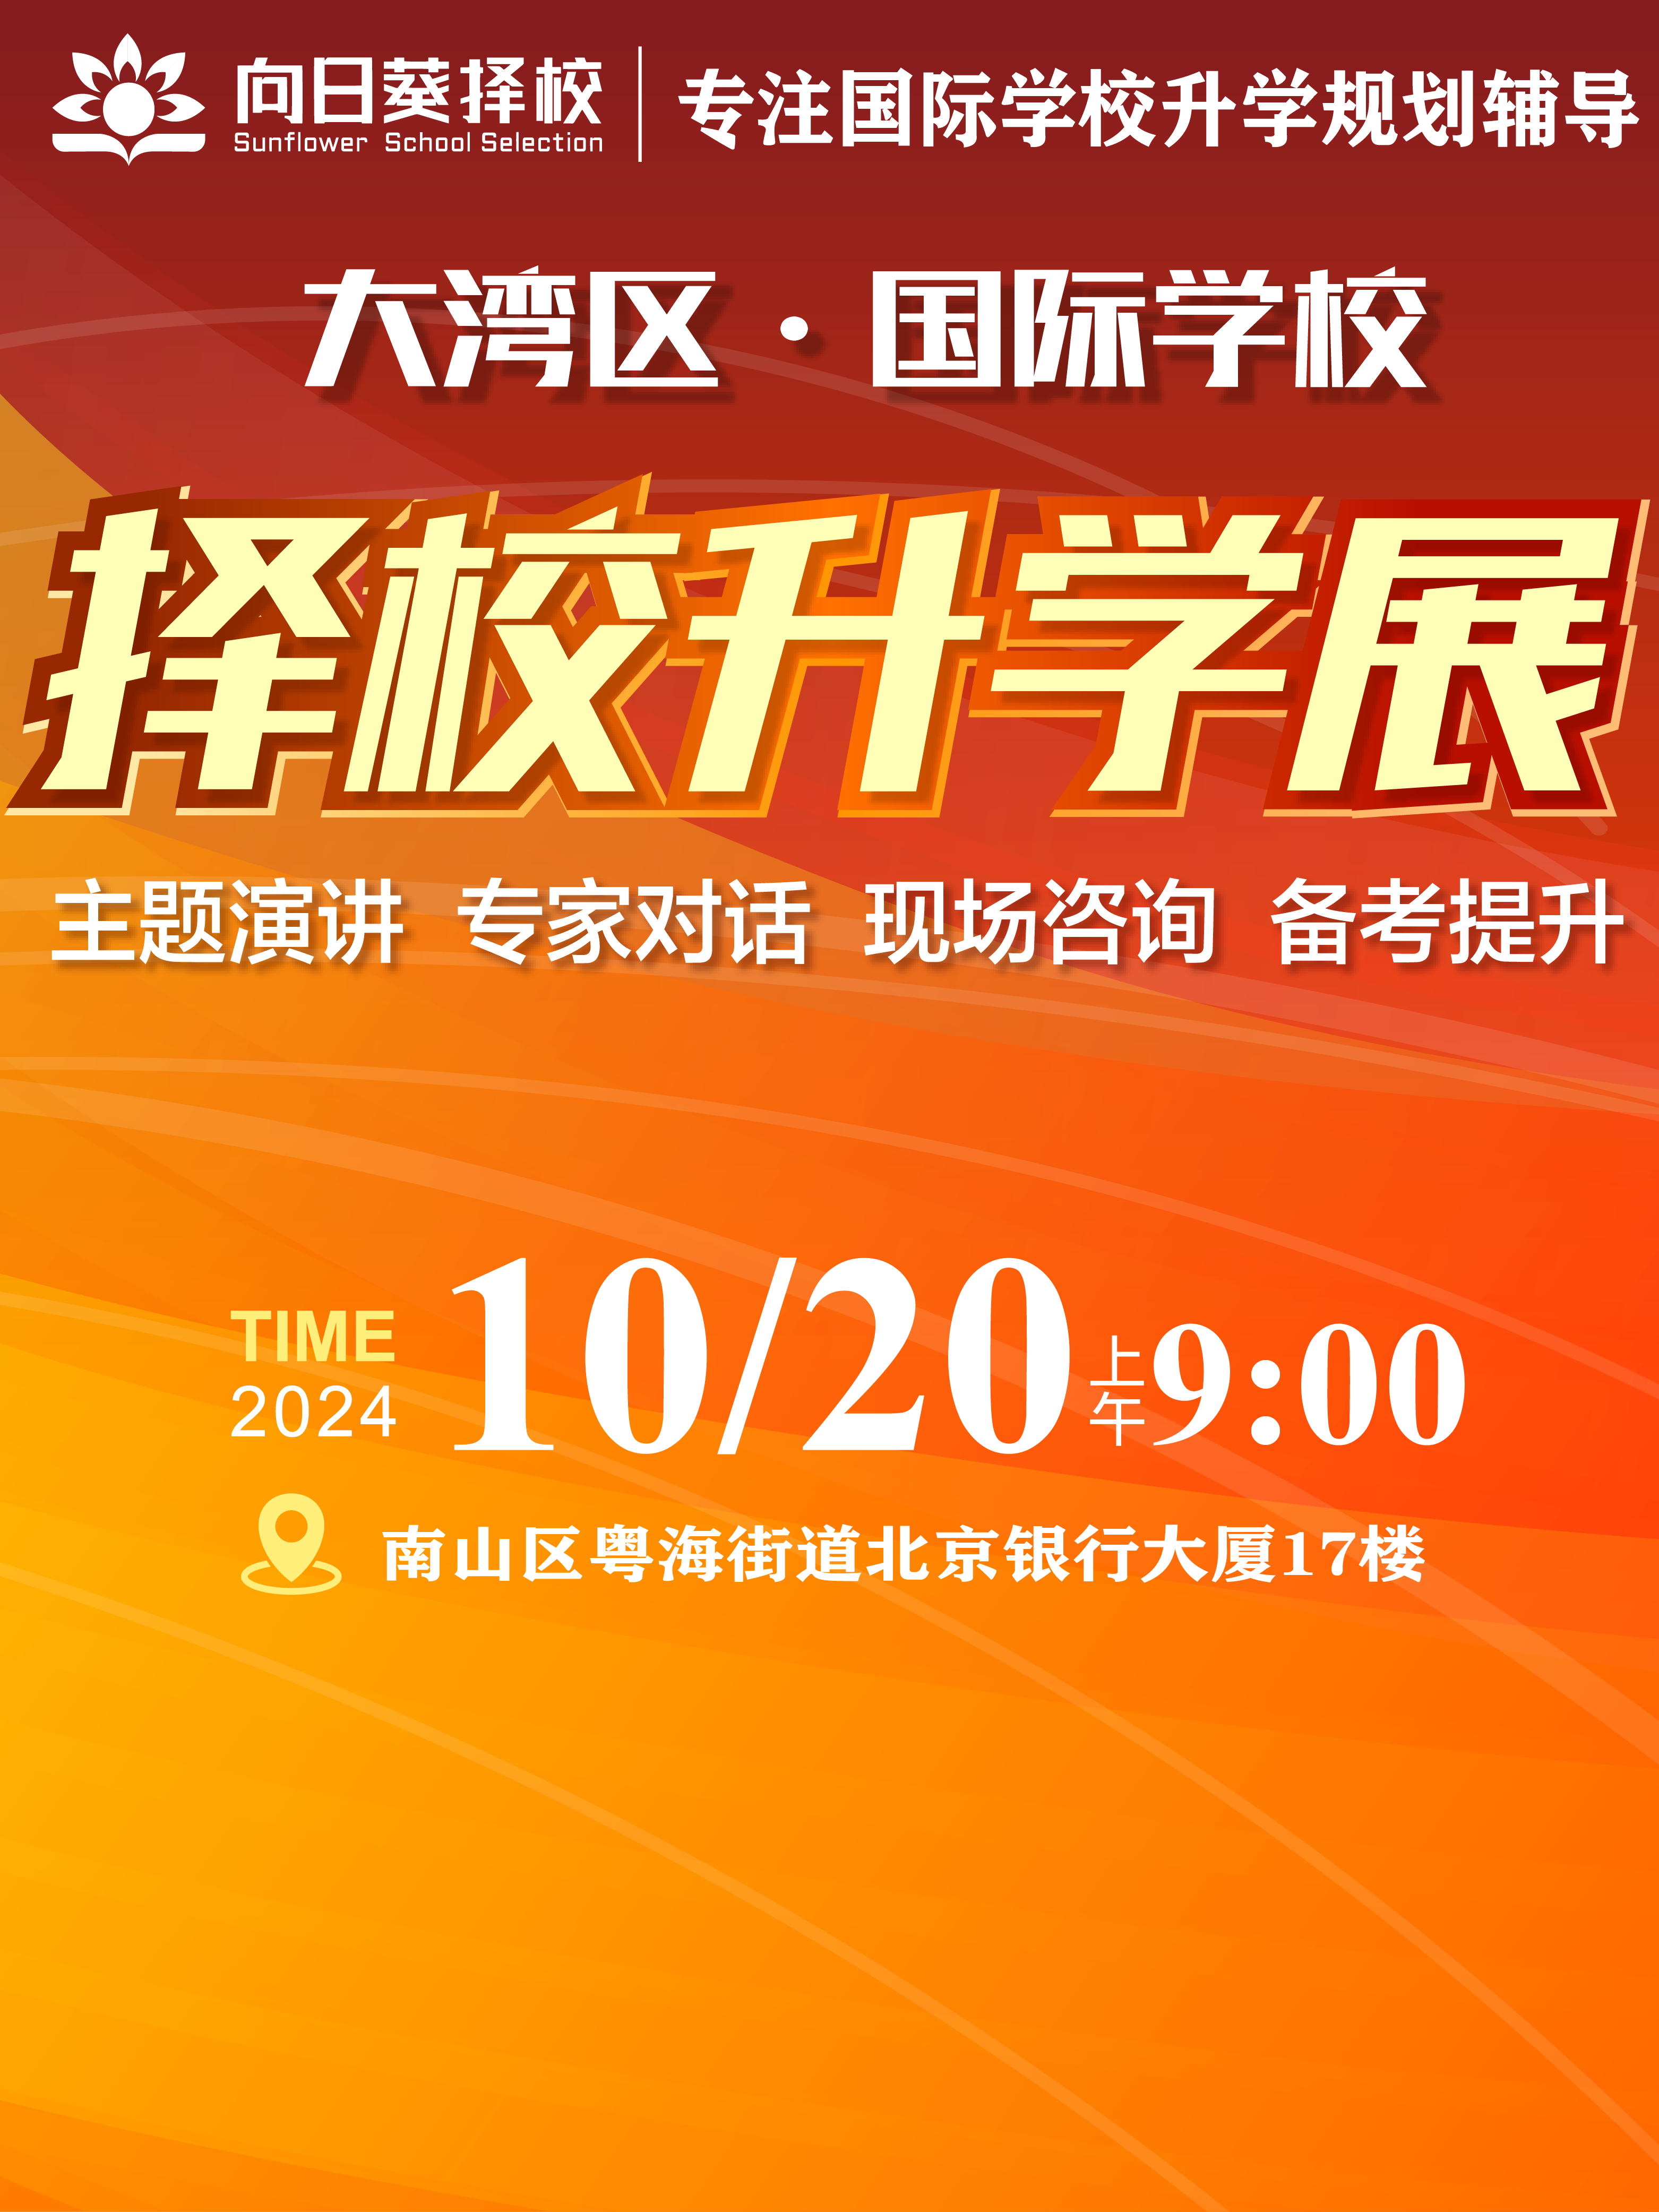 向日葵择校
Sunflower School Selection
专注国际学校升学规划辅导
大湾区·国际学校
择校升学展
主题演讲 专家对话 现场咨询 备考提升
TIME
2024
10/20 上午 9:00
南山区粤海街道北京银行大厦17楼